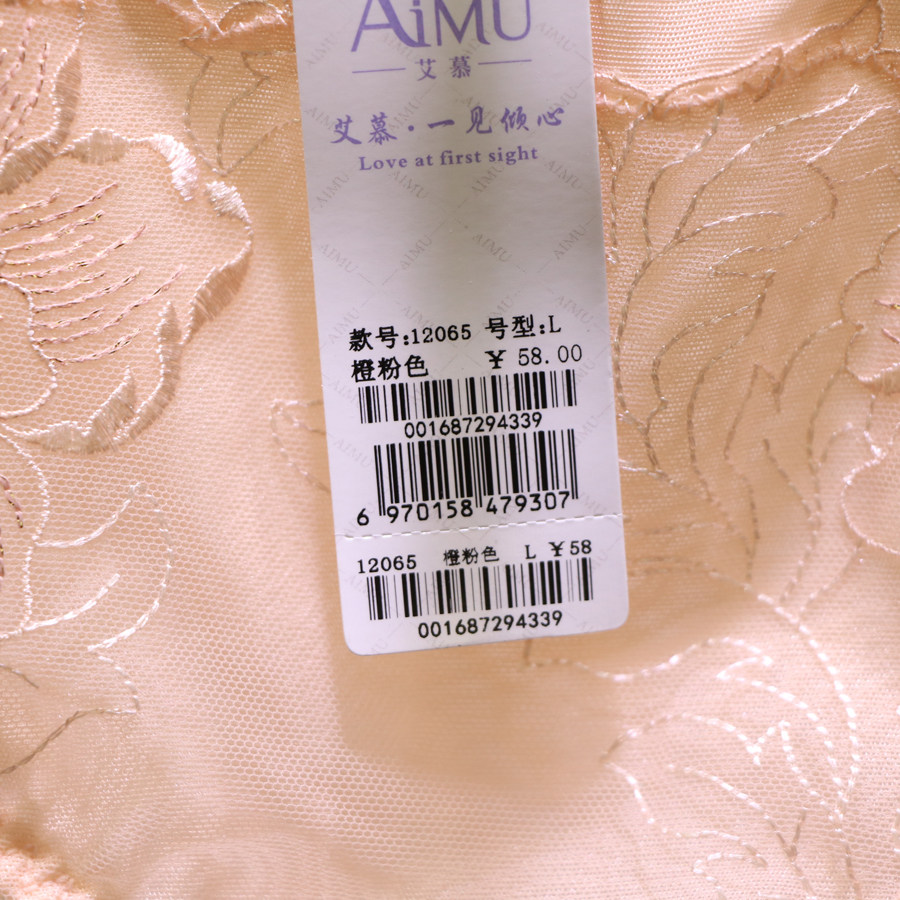 AiMU
艾慕
艾慕·一见倾心
Love at first sight
款号:12065 号型:L
橙粉色 ¥ 58.00
001687294339
6 970158 479307
12065 橙粉色 L ¥58
001687294339